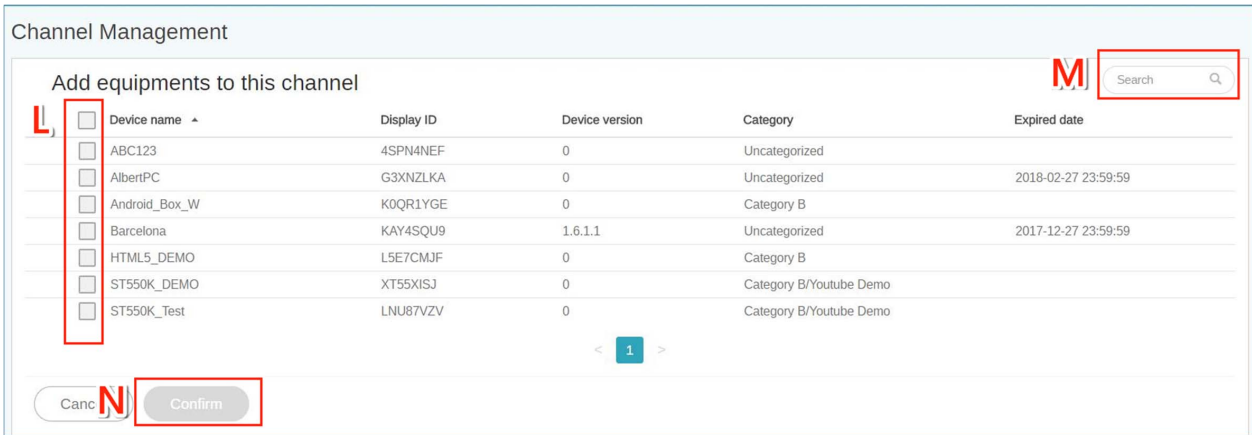 Channel Management
Add equipments to this channel
M
Search
L
Device name Display ID Device version Category Expired date
ABC123 4SPN4NEF 0 Uncategorized
AlbertPC G3XNZLKA 0 Uncategorized 2018-02-27 23:59:59
Android_Box_W K0QR1YGE 0 Category B
Barcelona KAY4SQU9 1.6.1.1 Uncategorized 2017-12-27 23:59:59
HTML5_DEMO L5E7CMJF 0 Category B
ST550K_DEMO XT55XISJ 0 Category B/Youtube Demo
ST550K_Test LNU87VZV 0 Category B/Youtube Demo
< 1 >
Canc N Confirm